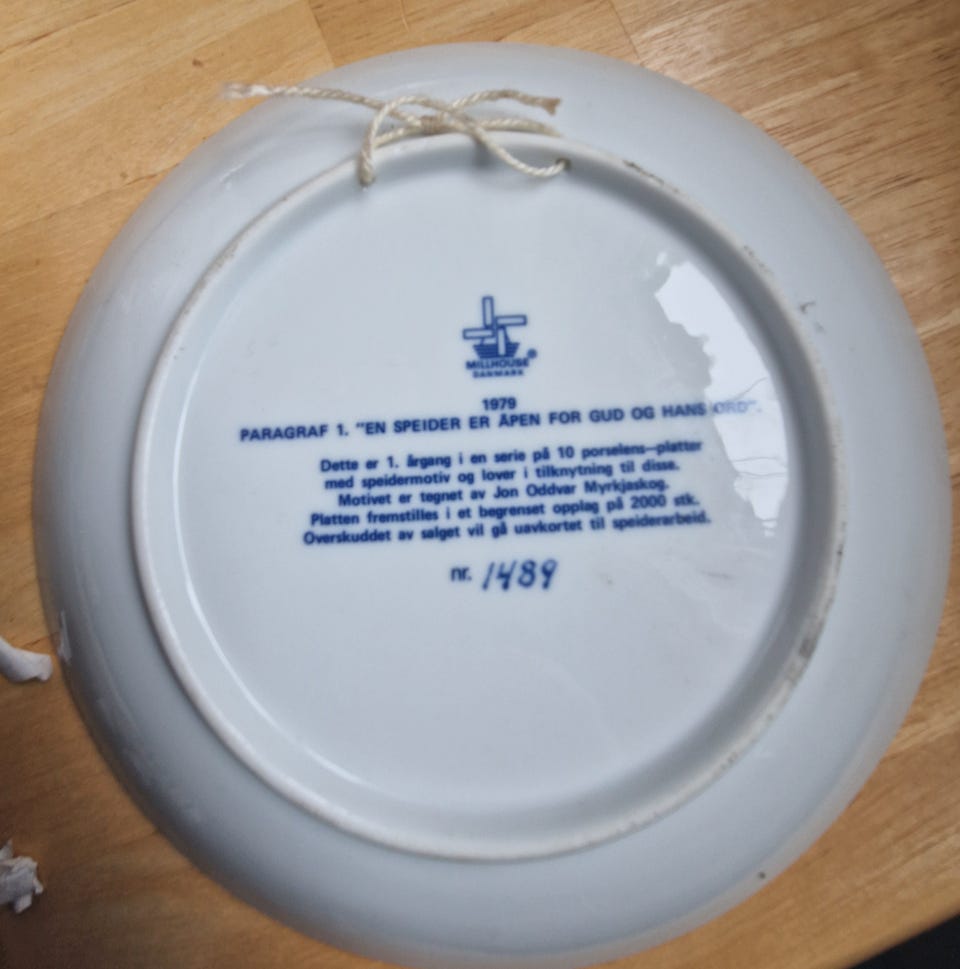 MILLHOUSE®
DANMARK
1979
PARAGRAF 1. "EN SPEIDER ER ÅPEN FOR GUD OG HANS ORD".
Dette er 1. årgang i en serie på 10 porselens-platter
med speidermotiv og lover i tilknytning til disse.
Motivet er tegnet av Jon Oddvar Myrkjaskog.
Platten fremstilles i et begrenset opplag på 2000 stk.
Overskuddet av salget vil gå uavkortet til speiderarbeid.
nr. 1489